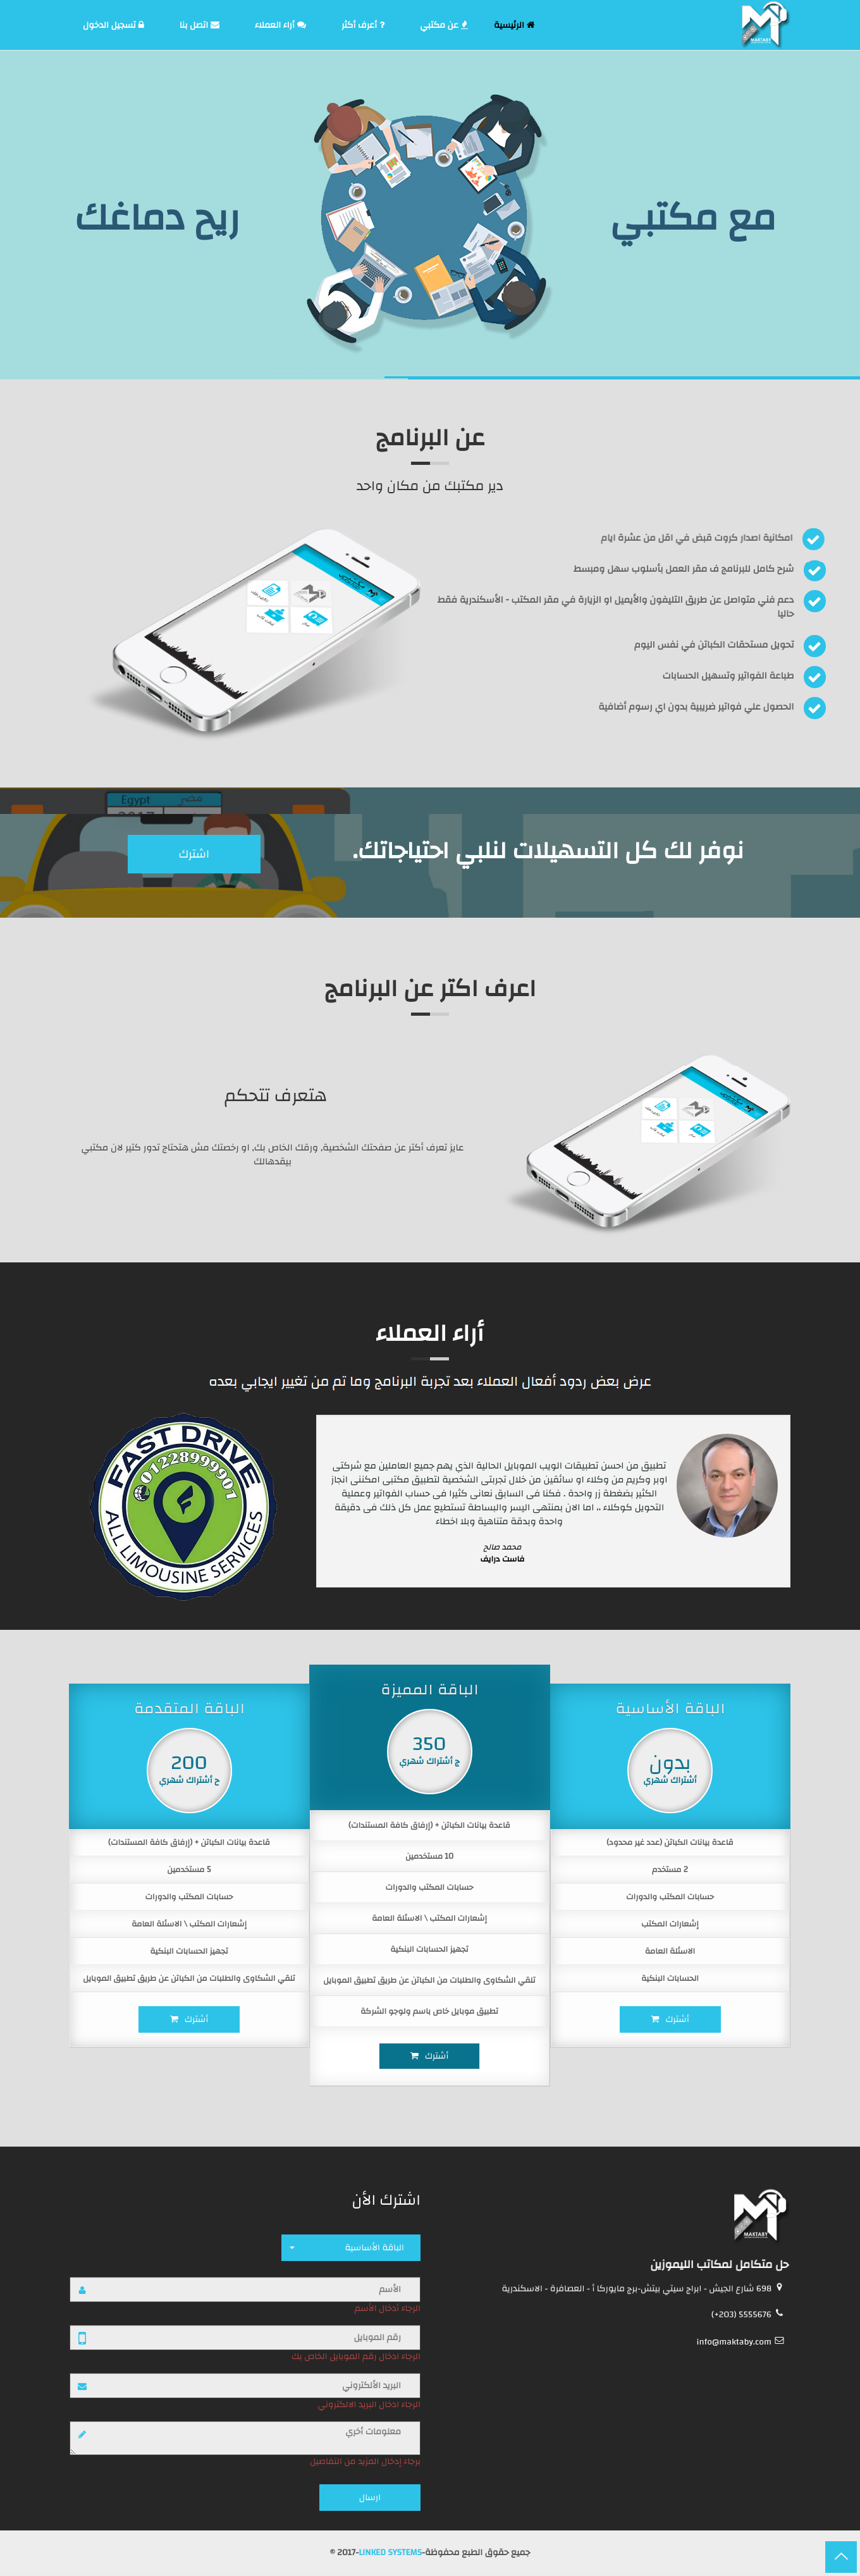 MAKTABY
الرئيسية
عن مكتبي
أعرف أكثر
أراء العملاء
اتصل بنا
تسجيل الدخول
مع مكتبي
ريح دماغك
عن البرنامج
دير مكتبك من مكان واحد
امكانية اصدار كروت قبض في اقل من عشرة ايام
شرح كامل للبرنامج ف مقر العمل بأسلوب سهل ومبسط
دعم فني متواصل عن طريق التليفون والأيميل او الزيارة في مقر المكتب - الأسكندرية فقط
حاليا
تحويل مستحقات الكباتن في نفس اليوم
طباعة الفواتير وتسهيل الحسابات
الحصول علي فواتير ضريبية بدون اي رسوم أضافية
Egypt مصر
2017
نوفر لك كل التسهيلات لنلبي احتياجاتك.
اشترك
اعرف اكتر عن البرنامج
هتعرف تتحكم
عايز تعرف أكتر عن صفحتك الشخصية, ورقك الخاص بك, او رخصتك مش هتحتاج تدور كتير لان مكتبي
بيقدهالك
أراء العملاء
عرض بعض ردود أفعال العملاء بعد تجربة البرنامج وما تم من تغيير ايجابي بعده
تطبيق من احسن تطبيقات الويب الموبايل الحالية الذي يهم جميع العاملين مع شركتى
اوبر وكريم من وكلاء او سائقين من خلال تجربتى الشخصية لتطبيق مكتبى امكننى انجاز
الكثير بضغطة زر واحدة . فكنا فى السابق نعانى كثيرا فى حساب الفواتير وعملية
التحويل كوكلاء ،، اما الان بمنتهى اليسر والبساطة تستطيع عمل كل ذلك فى دقيقة
واحدة وبدقة متناهية وبلا اخطاء
محمد صالح
فاست درايف
FAST DRIVE
01228999901
ALL LIMOUSINE SERVICES
الباقة الأساسية
بدون
أشتراك شهري
قاعدة بيانات الكباتن (عدد غير محدود)
2 مستخدم
حسابات المكتب والدورات
إشعارات المكتب
الاسئلة العامة
الحسابات البنكية
أشترك
الباقة المميزة
350
ج أشتراك شهري
قاعدة بيانات الكباتن + (إرفاق كافة المستندات)
10 مستخدمين
حسابات المكتب والدورات
إشعارات المكتب \ الاسئلة العامة
تجهيز الحسابات البنكية
تلقي الشكاوى والطلبات من الكباتن عن طريق تطبيق الموبايل
تطبيق موبايل خاص باسم ولوجو الشركة
أشترك
الباقة المتقدمة
200
ج أشتراك شهري
قاعدة بيانات الكباتن + (إرفاق كافة المستندات)
5 مستخدمين
حسابات المكتب والدورات
إشعارات المكتب \ الاسئلة العامة
تجهيز الحسابات البنكية
تلقي الشكاوى والطلبات من الكباتن عن طريق تطبيق الموبايل
أشترك
MAKTABY
حل متكامل لمكاتب الليموزين
698 شارع الجيش - ابراج سيتي بيتش-برج مايوركا أ - العصافرة - الاسكندرية
(+203) 5555676
info@maktaby.com
اشترك الأن
الباقة الأساسية
الأسم
الرجاء أدخال الأسم
رقم الموبايل
الرجاء ادخال رقم الموبايل الخاص بك
البريد الألكتروني
الرجاء ادخال البريد الالكتروني
معلومات أخري
برجاء إدخال المزيد من التفاصيل
ارسال
جميع حقوق الطبع محفوظة-LINKED SYSTEMS-2017 ©